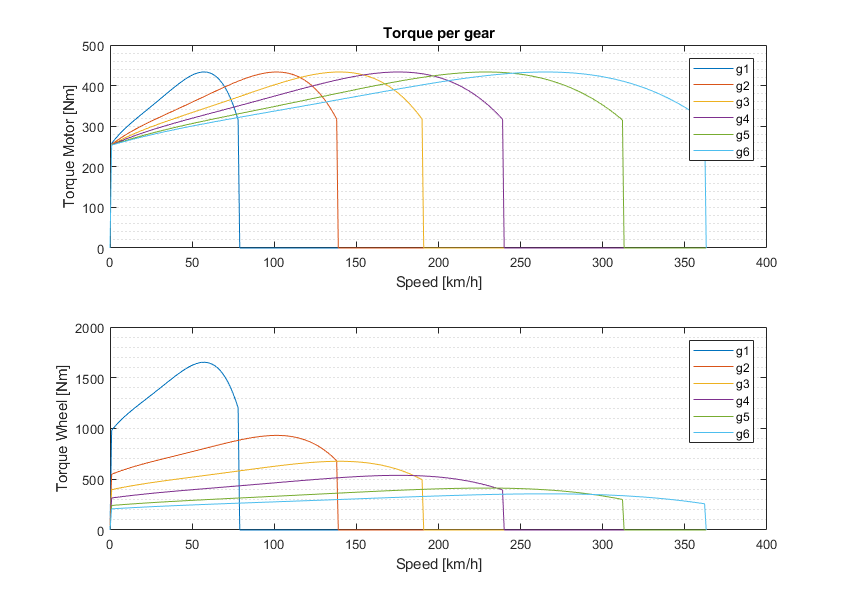 Torque per gear
Torque Motor [Nm]
500
400
300
200
100
0
0 50 100 150 200 250 300 350 400
Speed [km/h]
g1
g2
g3
g4
g5
g6
Torque Wheel [Nm]
2000
1500
1000
500
0
0 50 100 150 200 250 300 350 400
Speed [km/h]
g1
g2
g3
g4
g5
g6